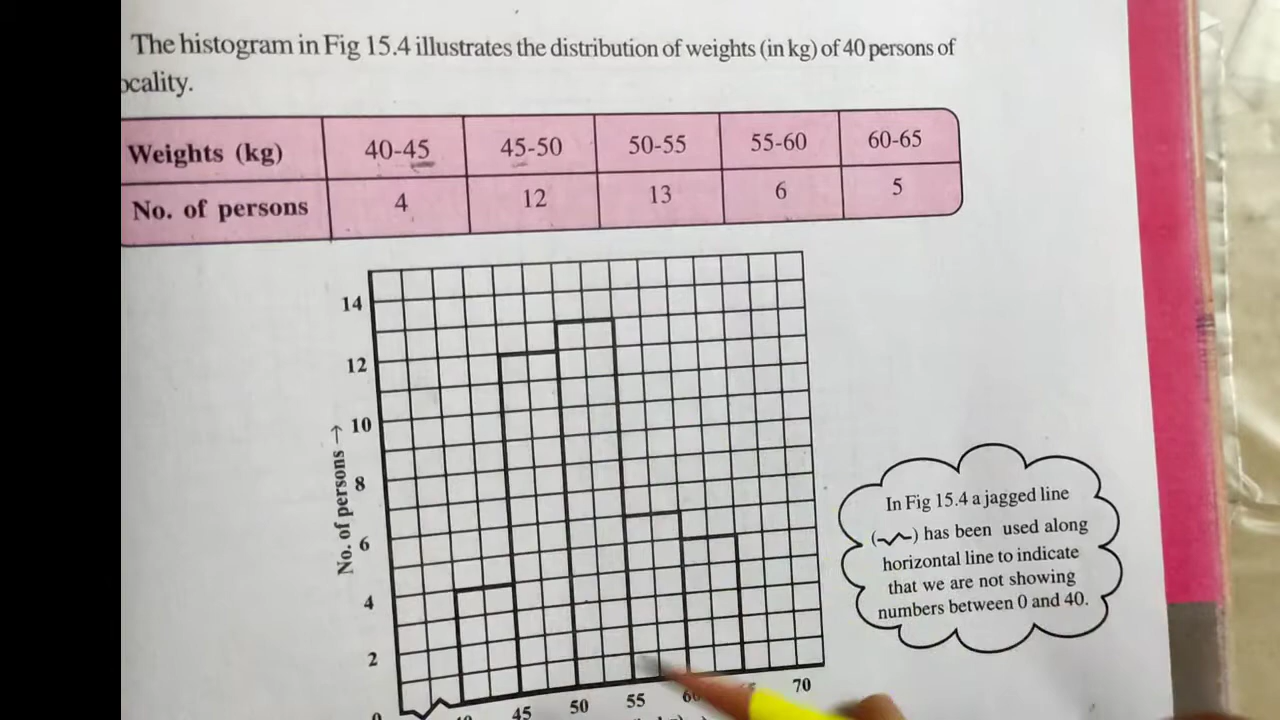 The histogram in Fig 15.4 illustrates the distribution of weights (in kg) of 40 persons of
ocality.
Weights (kg) 40-45 45-50 50-55 55-60 60-65
No. of persons 4 12 13 6 5
14
12
10
8
6
4
2
0
No. of persons →
45 50 55 60 70
In Fig 15.4 a jagged line
( ) has been used along
horizontal line to indicate
that we are not showing
numbers between 0 and 40.